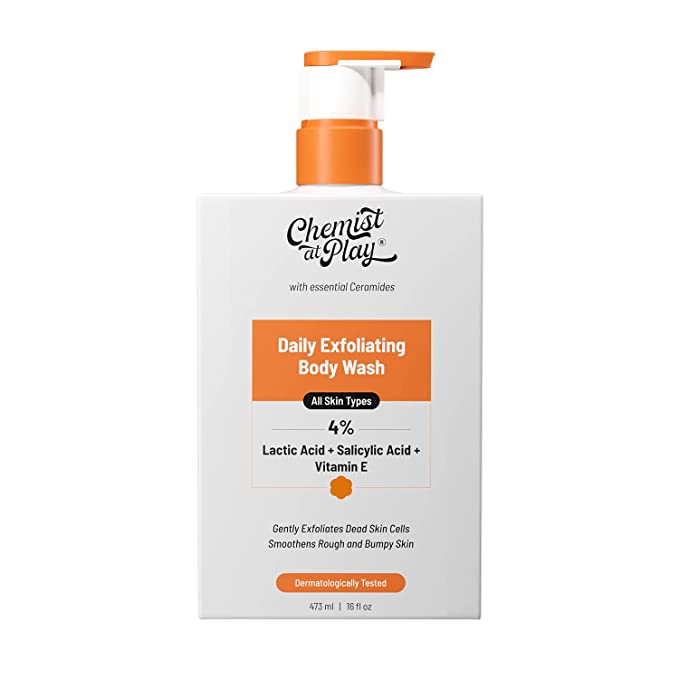 Chemist
at Play®
with essential Ceramides
Daily Exfoliating
Body Wash
All Skin Types
4%
Lactic Acid + Salicylic Acid +
Vitamin E
Gently Exfoliates Dead Skin Cells
Smoothens Rough and Bumpy Skin
Dermatologically Tested
473 ml | 16 fl oz